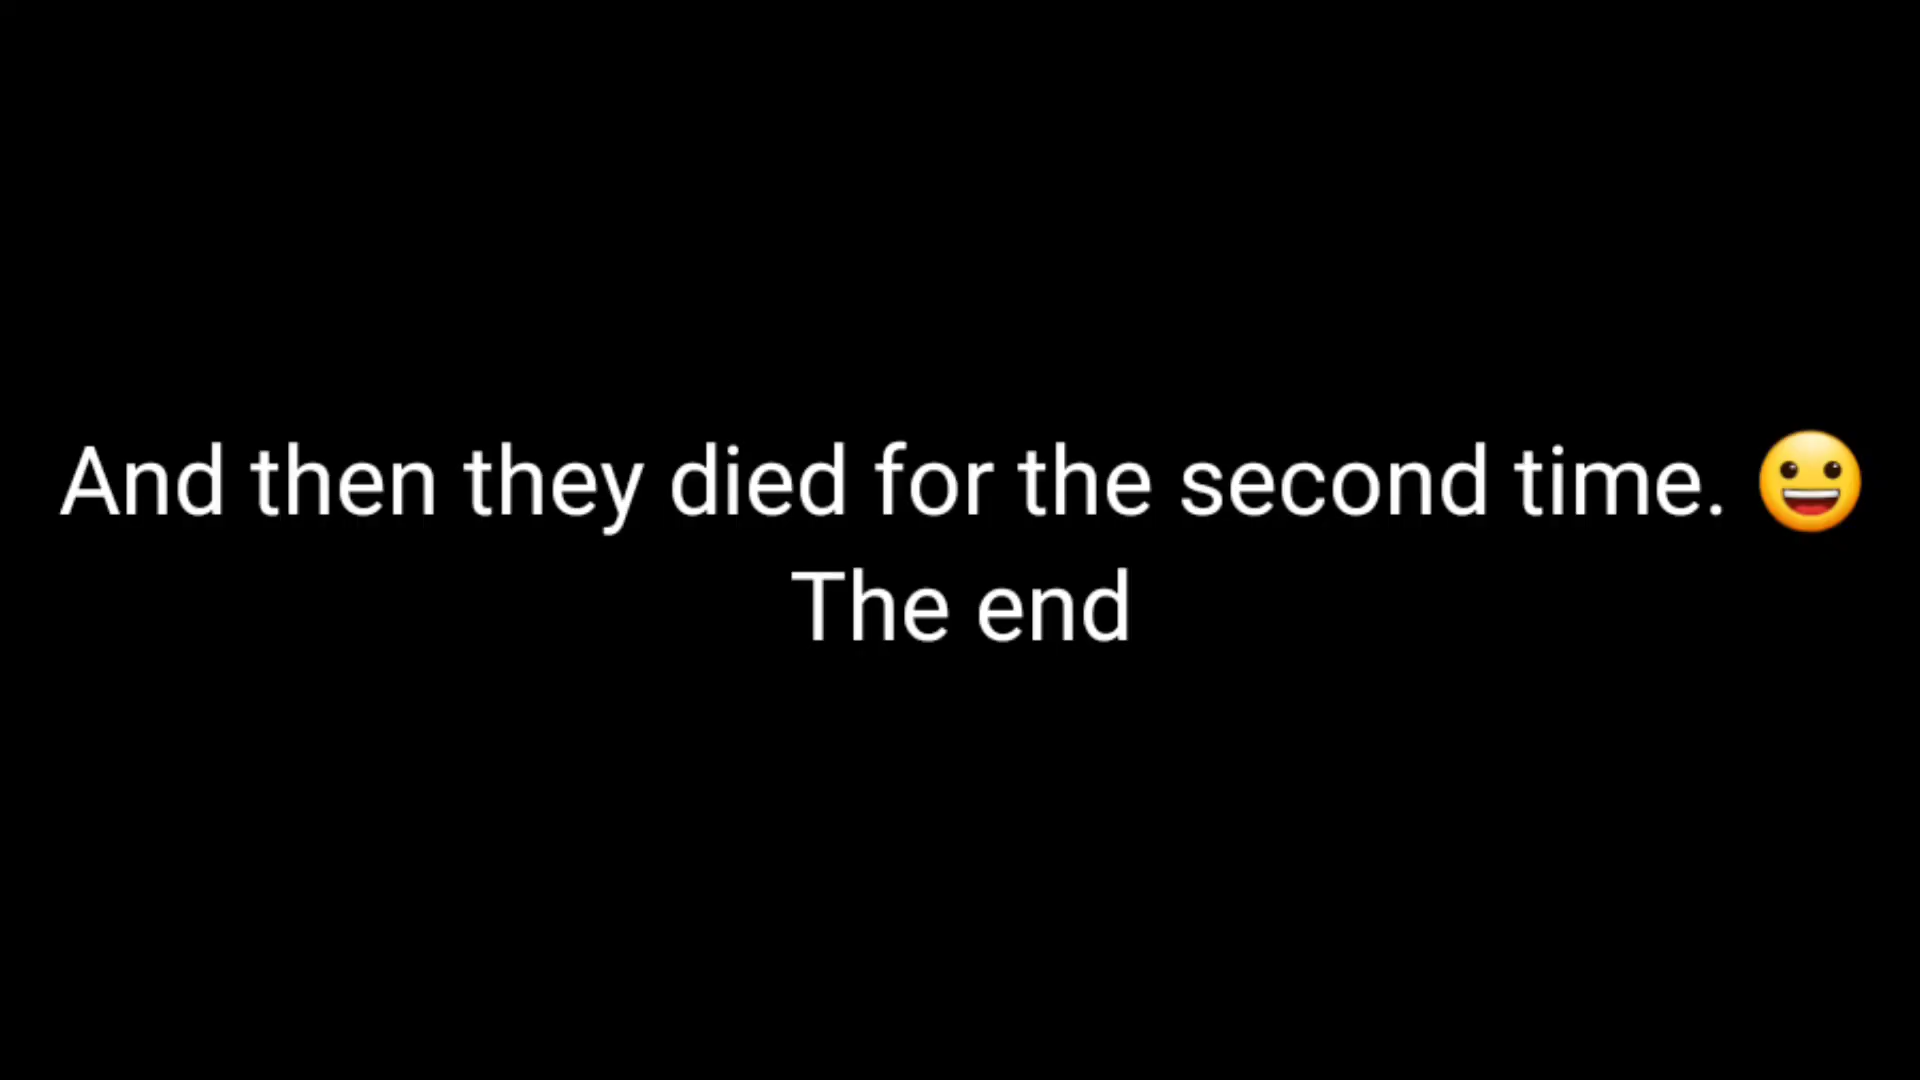 And then they died for the second time. 😀
The end